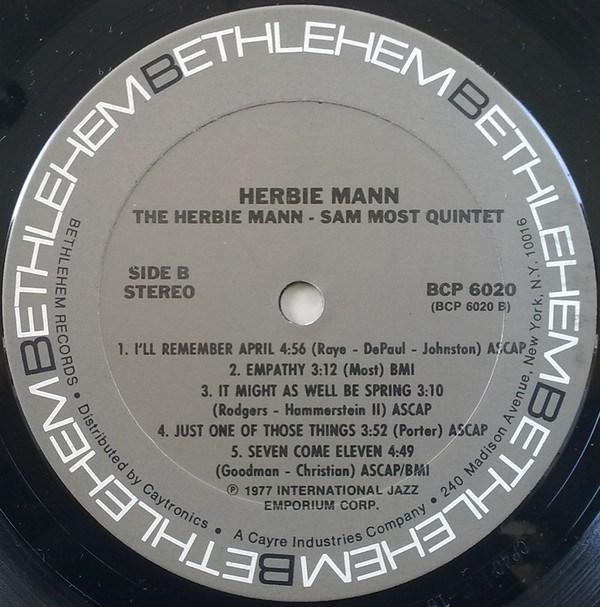 BETHLEHEM BETHLEHEM BETHLEHEM BETHLEHEM BETHLEHEM
HERBIE MANN
THE HERBIE MANN - SAM MOST QUINTET
SIDE B
STEREO
BCP 6020
(BCP 6020 B)
1. I'LL REMEMBER APRIL 4:56 (Raye - DePaul - Johnston) ASCAP
2. EMPATHY 3:12 (Most) BMI
3. IT MIGHT AS WELL BE SPRING 3:10
(Rodgers - Hammerstein II) ASCAP
4. JUST ONE OF THOSE THINGS 3:52 (Porter) ASCAP
5. SEVEN COME ELEVEN 4:49
(Goodman - Christian) ASCAP/BMI
℗ 1977 INTERNATIONAL JAZZ
EMPORIUM CORP.
BETHLEHEM RECORDS • Distributed by Caytronics • A Cayre Industries Company • 240 Madison Avenue, New York, N.Y. 10016